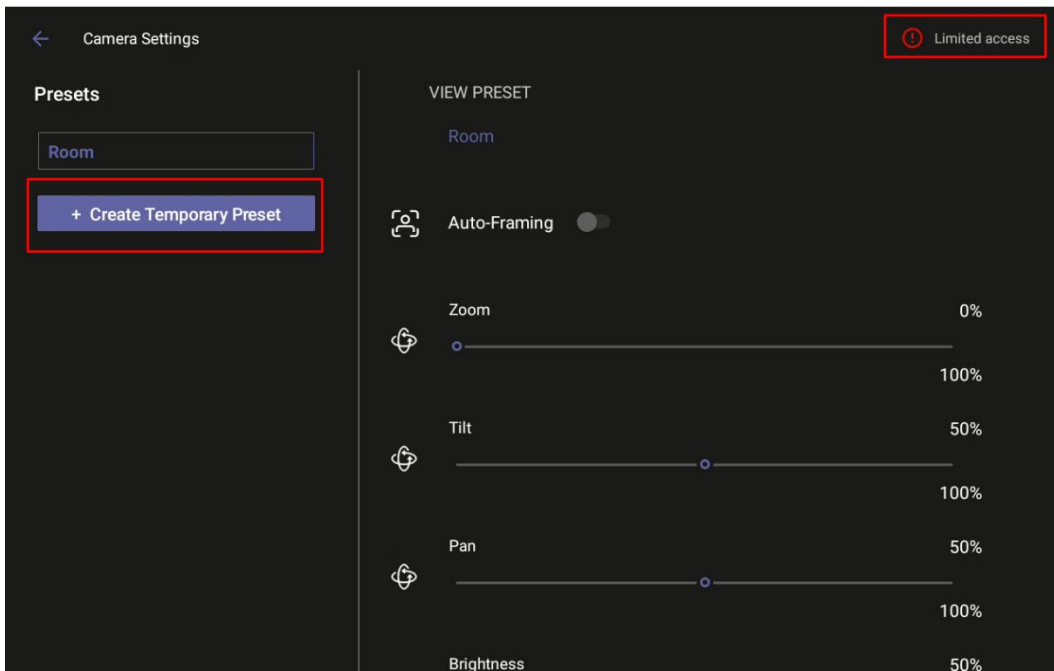 Camera Settings
Limited access
Presets
Room
+ Create Temporary Preset
VIEW PRESET
Room
Auto-Framing
Zoom
0%
100%
Tilt
50%
100%
Pan
50%
100%
Brightness
50%